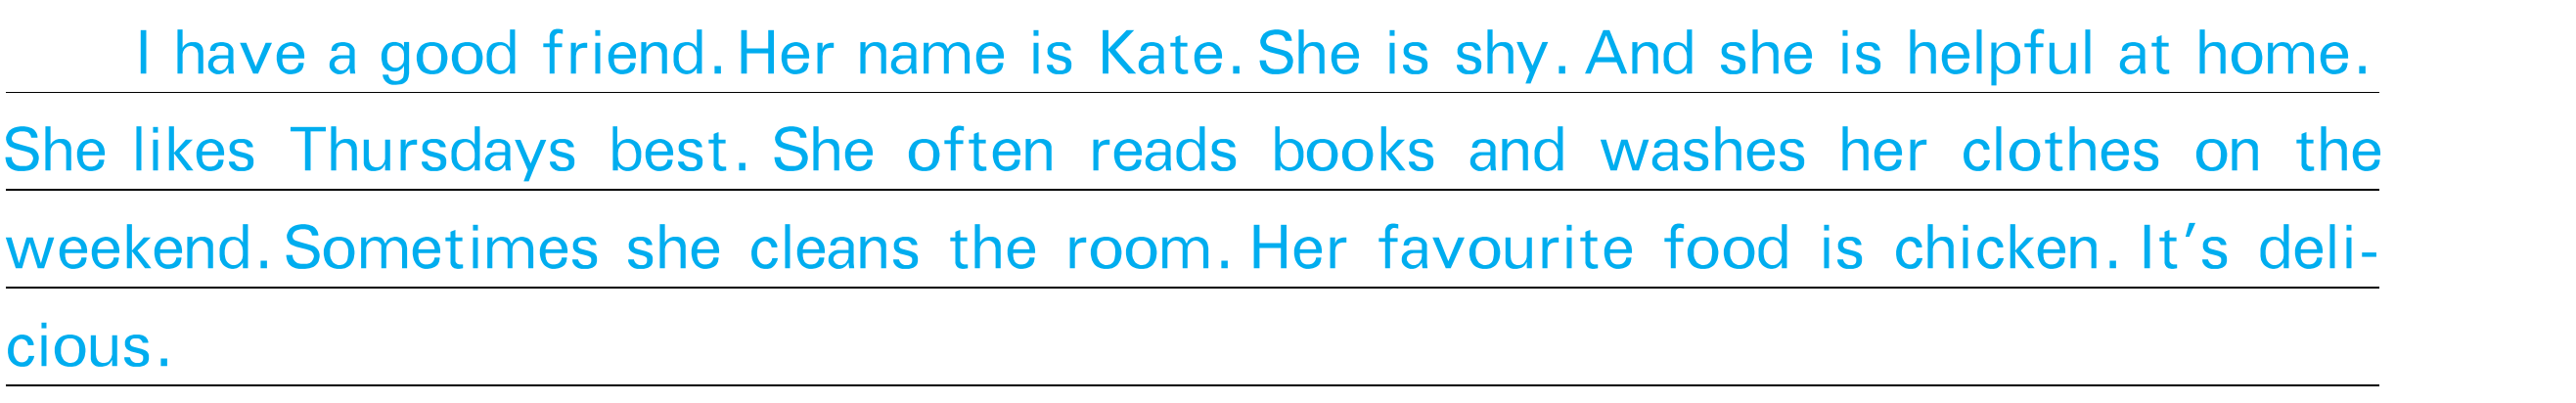 I have a good friend. Her name is Kate. She is shy. And she is helpful at home.
She likes Thursdays best. She often reads books and washes her clothes on the
weekend. Sometimes she cleans the room. Her favourite food is chicken. It's deli-
cious.